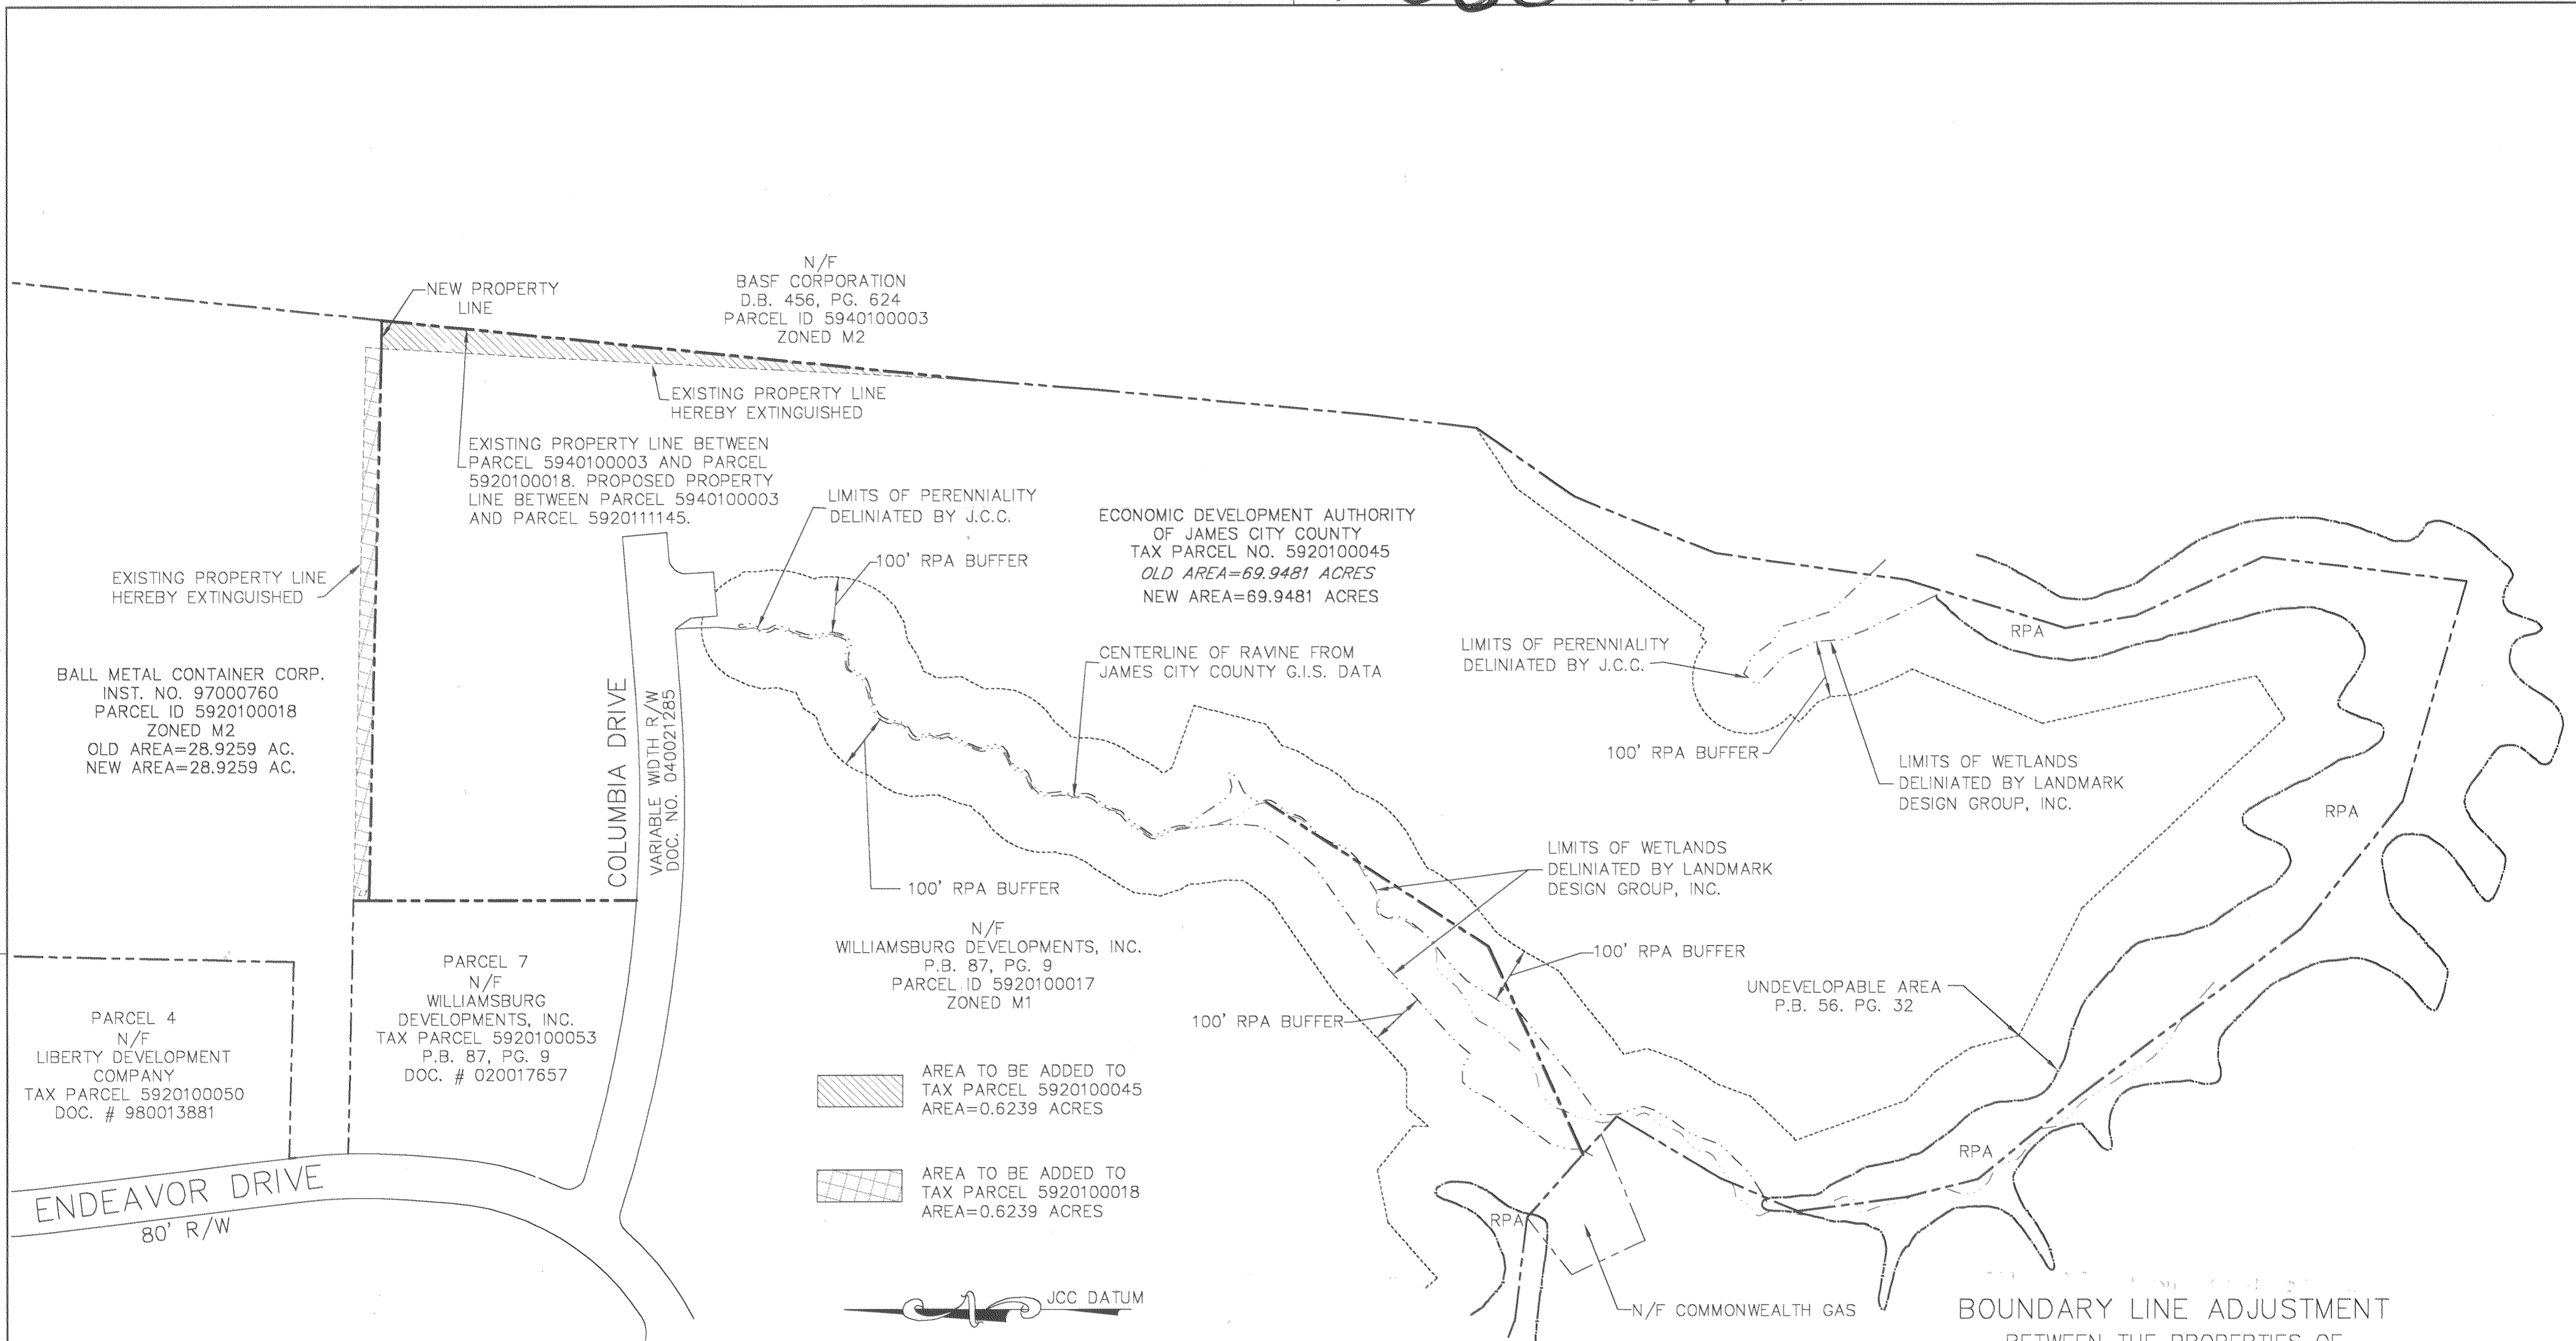 N/F
BASF CORPORATION
D.B. 456, PG. 624
PARCEL ID 5940100003
ZONED M2
NEW PROPERTY
LINE
EXISTING PROPERTY LINE
HEREBY EXTINGUISHED
EXISTING PROPERTY LINE BETWEEN
PARCEL 5940100003 AND PARCEL
5920100018. PROPOSED PROPERTY
LINE BETWEEN PARCEL 5940100003
AND PARCEL 5920111145.
LIMITS OF PERENNIALITY
DELINIATED BY J.C.C.
100' RPA BUFFER
ECONOMIC DEVELOPMENT AUTHORITY
OF JAMES CITY COUNTY
TAX PARCEL NO. 5920100045
OLD AREA=69.9481 ACRES
NEW AREA=69.9481 ACRES
EXISTING PROPERTY LINE
HEREBY EXTINGUISHED
CENTERLINE OF RAVINE FROM
JAMES CITY COUNTY G.I.S. DATA
LIMITS OF PERENNIALITY
DELINIATED BY J.C.C.
RPA
BALL METAL CONTAINER CORP.
INST. NO. 97000760
PARCEL ID 5920100018
ZONED M2
OLD AREA=28.9259 AC.
NEW AREA=28.9259 AC.
COLUMBIA DRIVE
VARIABLE WIDTH R/W
DOC. NO. 040021285
100' RPA BUFFER
LIMITS OF WETLANDS
DELINIATED BY LANDMARK
DESIGN GROUP, INC.
RPA
LIMITS OF WETLANDS
DELINIATED BY LANDMARK
DESIGN GROUP, INC.
100' RPA BUFFER
N/F
WILLIAMSBURG DEVELOPMENTS, INC.
P.B. 87, PG. 9
PARCEL ID 5920100017
ZONED M1
100' RPA BUFFER
100' RPA BUFFER
UNDEVELOPABLE AREA
P.B. 56. PG. 32
PARCEL 7
N/F
WILLIAMSBURG
DEVELOPMENTS, INC.
TAX PARCEL 5920100053
P.B. 87, PG. 9
DOC. # 020017657
PARCEL 4
N/F
LIBERTY DEVELOPMENT
COMPANY
TAX PARCEL 5920100050
DOC. # 980013881
AREA TO BE ADDED TO
TAX PARCEL 5920100045
AREA=0.6239 ACRES
AREA TO BE ADDED TO
TAX PARCEL 5920100018
AREA=0.6239 ACRES
RPA
RPA
ENDEAVOR DRIVE
80' R/W
JCC DATUM
N/F COMMONWEALTH GAS
BOUNDARY LINE ADJUSTMENT
BETWEEN THE PROPERTIES OF